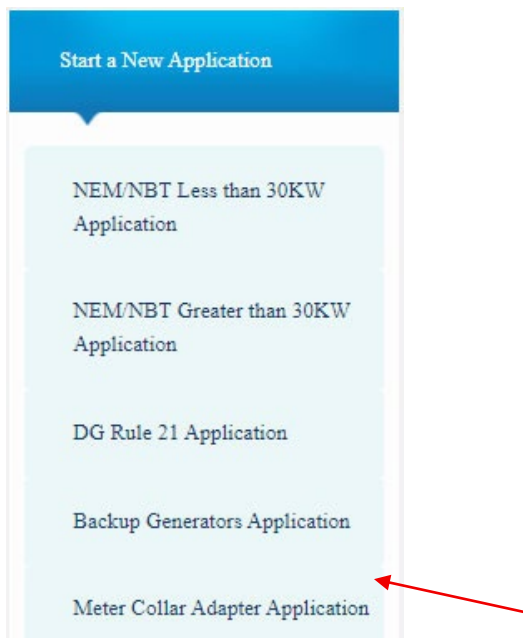 Start a New Application
NEM/NBT Less than 30KW
Application
NEM/NBT Greater than 30KW
Application
DG Rule 21 Application
Backup Generators Application
Meter Collar Adapter Application